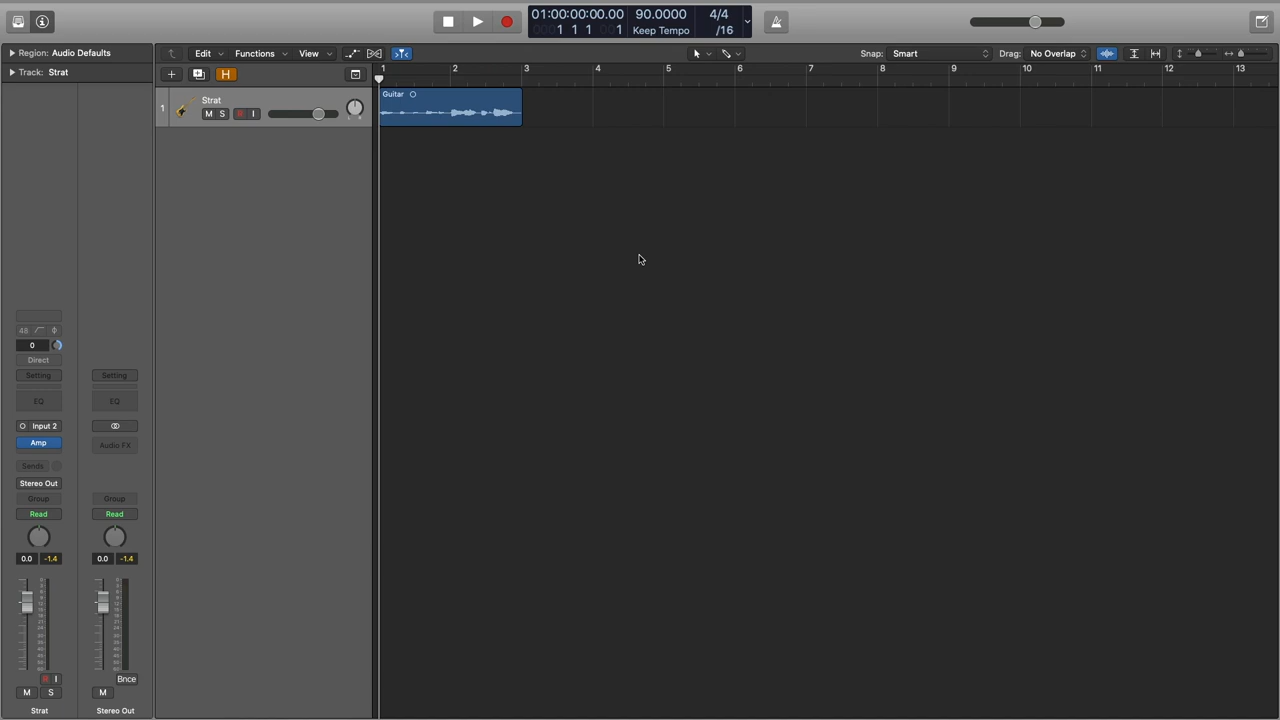 01:00:00:00.00 90.0000 4/4
1 1 1 1 Keep Tempo /16
Region: Audio Defaults
Edit Functions View Snap: Smart Drag: No Overlap
Track: Strat
H
1 2 3 4 5 6 7 8 9 10 11 12 13
1
Strat
M S R I
Guitar
48
0
Direct
Setting Setting
EQ EQ
Input 2
Amp Audio FX
Sends
Stereo Out
Group Group
Read Read
0.0 -1.4 0.0 -1.4
R I Bnce
M S M
Strat Stereo Out